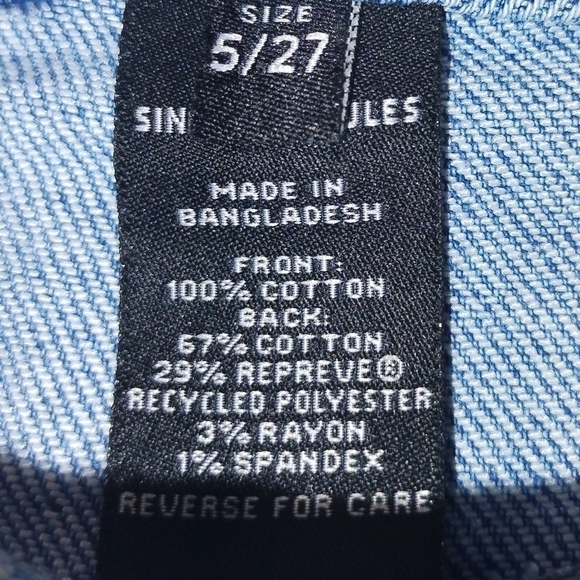 SIZE
5/27
SIN ULES
MADE IN
BANGLADESH
FRONT:
100% COTTON
BACK:
67% COTTON
29% REPREVE®
RECYCLED POLYESTER
3% RAYON
1% SPANDEX
REVERSE FOR CARE